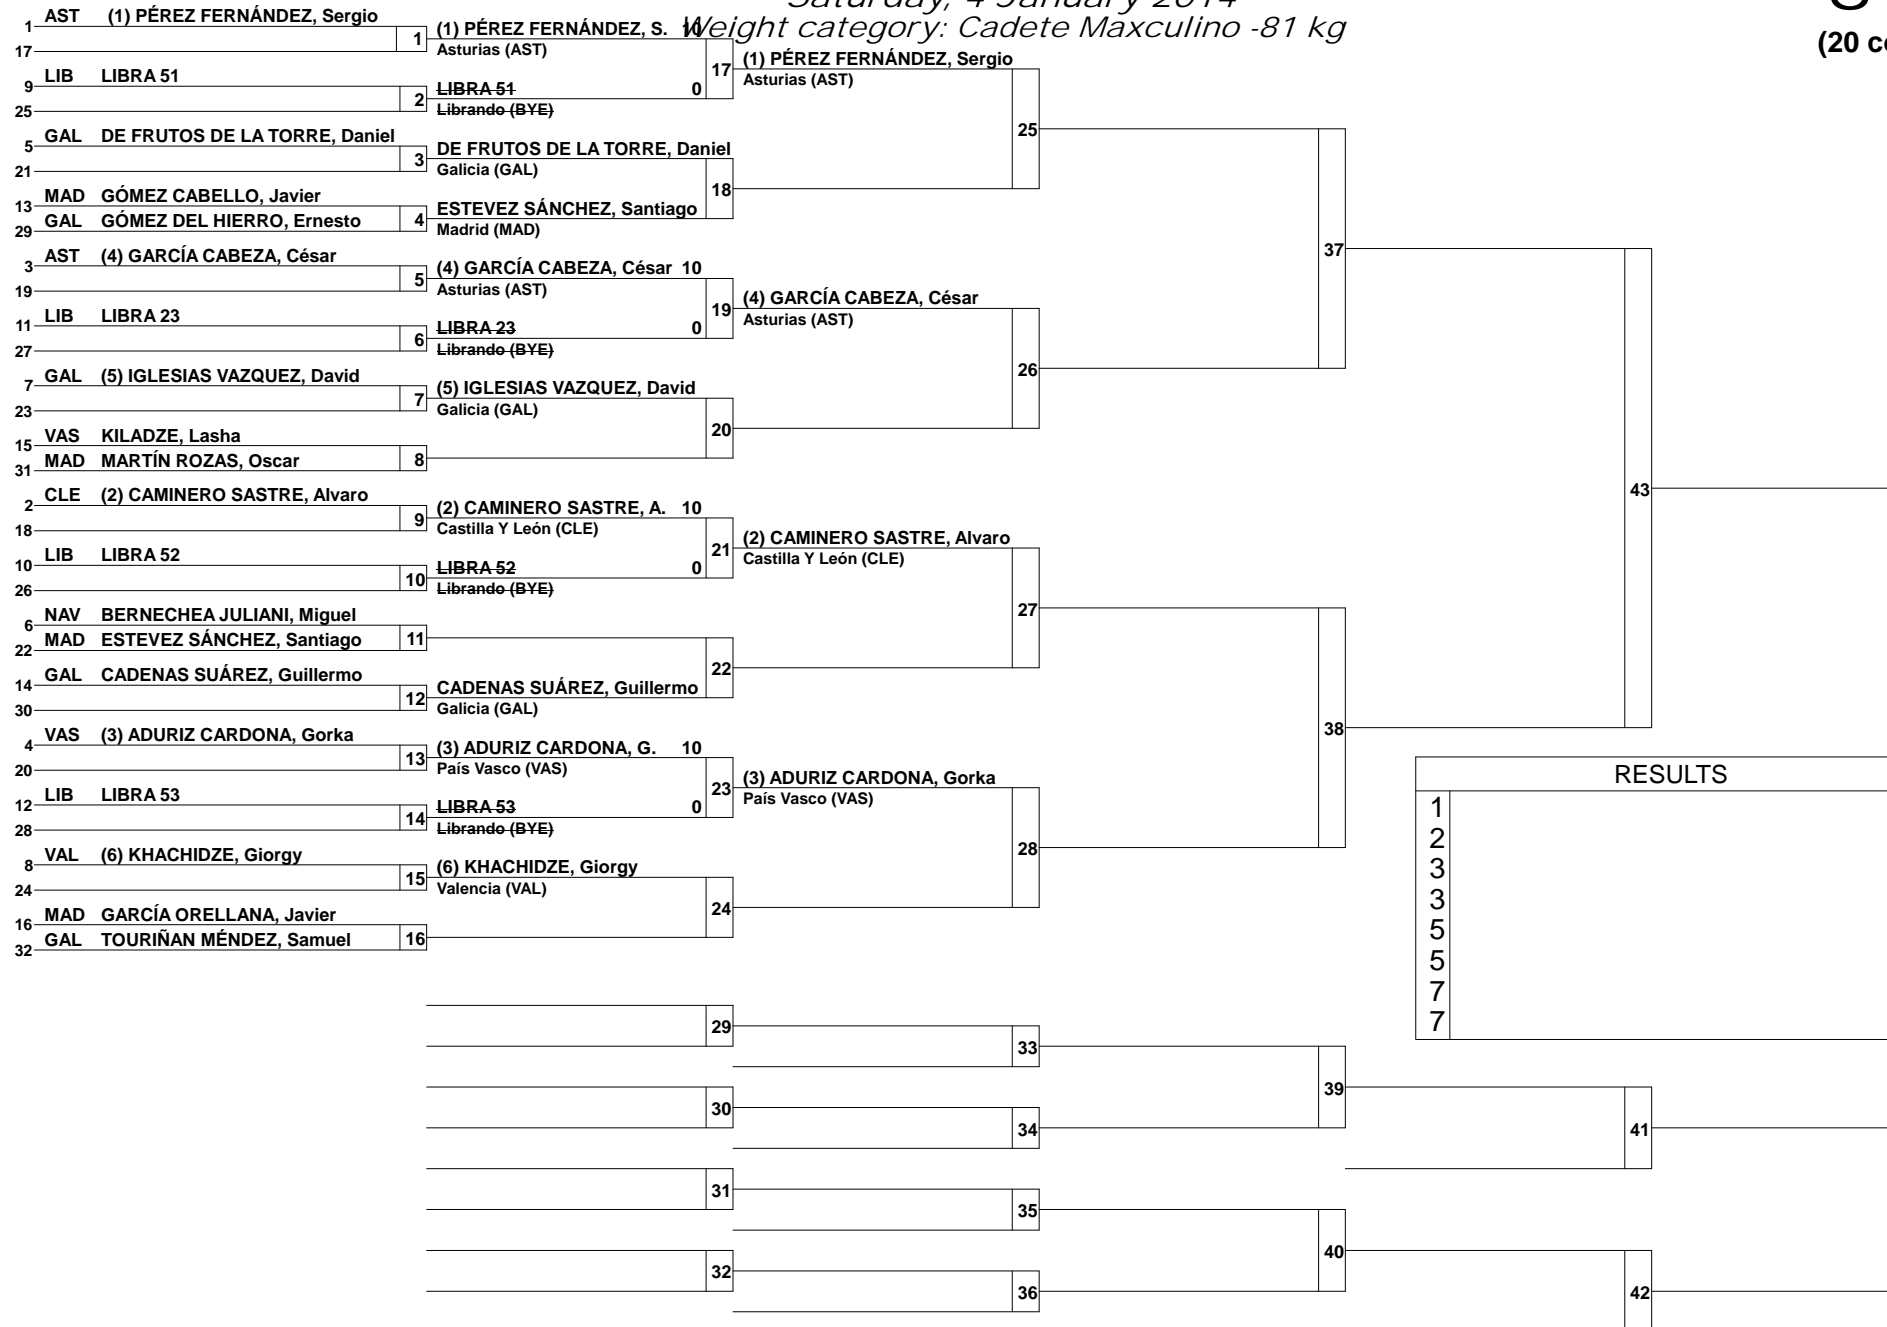 Saturday, 4 January 2014
Weight category: Cadete Maxculino -81 kg
(20 c
1 AST (1) PÉREZ FERNÁNDEZ, Sergio
17
1
9 LIB LIBRA 51
25
2
5 GAL DE FRUTOS DE LA TORRE, Daniel
21
3
13 MAD GÓMEZ CABELLO, Javier
29 GAL GÓMEZ DEL HIERRO, Ernesto
4
3 AST (4) GARCÍA CABEZA, César
19
5
11 LIB LIBRA 23
27
6
7 GAL (5) IGLESIAS VAZQUEZ, David
23
7
15 VAS KILADZE, Lasha
31 MAD MARTÍN ROZAS, Oscar
8
2 CLE (2) CAMINERO SASTRE, Alvaro
18
9
10 LIB LIBRA 52
26
10
6 NAV BERNECHEA JULIANI, Miguel
22 MAD ESTEVEZ SÁNCHEZ, Santiago
11
14 GAL CADENAS SUÁREZ, Guillermo
30
12
4 VAS (3) ADURIZ CARDONA, Gorka
20
13
12 LIB LIBRA 53
28
14
8 VAL (6) KHACHIDZE, Giorgy
24
15
16 MAD GARCÍA ORELLANA, Javier
32 GAL TOURIÑAN MÉNDEZ, Samuel
16
(1) PÉREZ FERNÁNDEZ, S. 10
Asturias (AST)
17
LIBRA 51 0
Librando (BYE)
DE FRUTOS DE LA TORRE, Daniel
Galicia (GAL)
18
ESTEVEZ SÁNCHEZ, Santiago
Madrid (MAD)
(4) GARCÍA CABEZA, César 10
Asturias (AST)
19
LIBRA 23 0
Librando (BYE)
(5) IGLESIAS VAZQUEZ, David
Galicia (GAL)
20
(2) CAMINERO SASTRE, A. 10
Castilla Y León (CLE)
21
LIBRA 52 0
Librando (BYE)
22
CADENAS SUÁREZ, Guillermo
Galicia (GAL)
(3) ADURIZ CARDONA, G. 10
País Vasco (VAS)
23
LIBRA 53 0
Librando (BYE)
(6) KHACHIDZE, Giorgy
Valencia (VAL)
24
(1) PÉREZ FERNÁNDEZ, Sergio
Asturias (AST)
25
(4) GARCÍA CABEZA, César
Asturias (AST)
26
(2) CAMINERO SASTRE, Alvaro
Castilla Y León (CLE)
27
(3) ADURIZ CARDONA, Gorka
País Vasco (VAS)
28
37
38
43
RESULTS
1
2
3
3
5
5
7
7
29
30
31
32
33
34
35
36
39
40
41
42